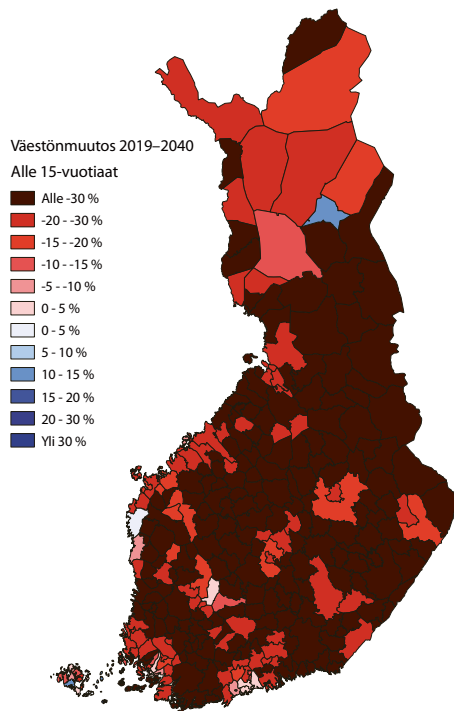 Väestönmuutos 2019–2040
Alle 15-vuotiaat
Alle -30 %
-20 - -30 %
-15 - -20 %
-10 - -15 %
-5 - -10 %
0 - 5 %
0 - 5 %
5 - 10 %
10 - 15 %
15 - 20 %
20 - 30 %
Yli 30 %